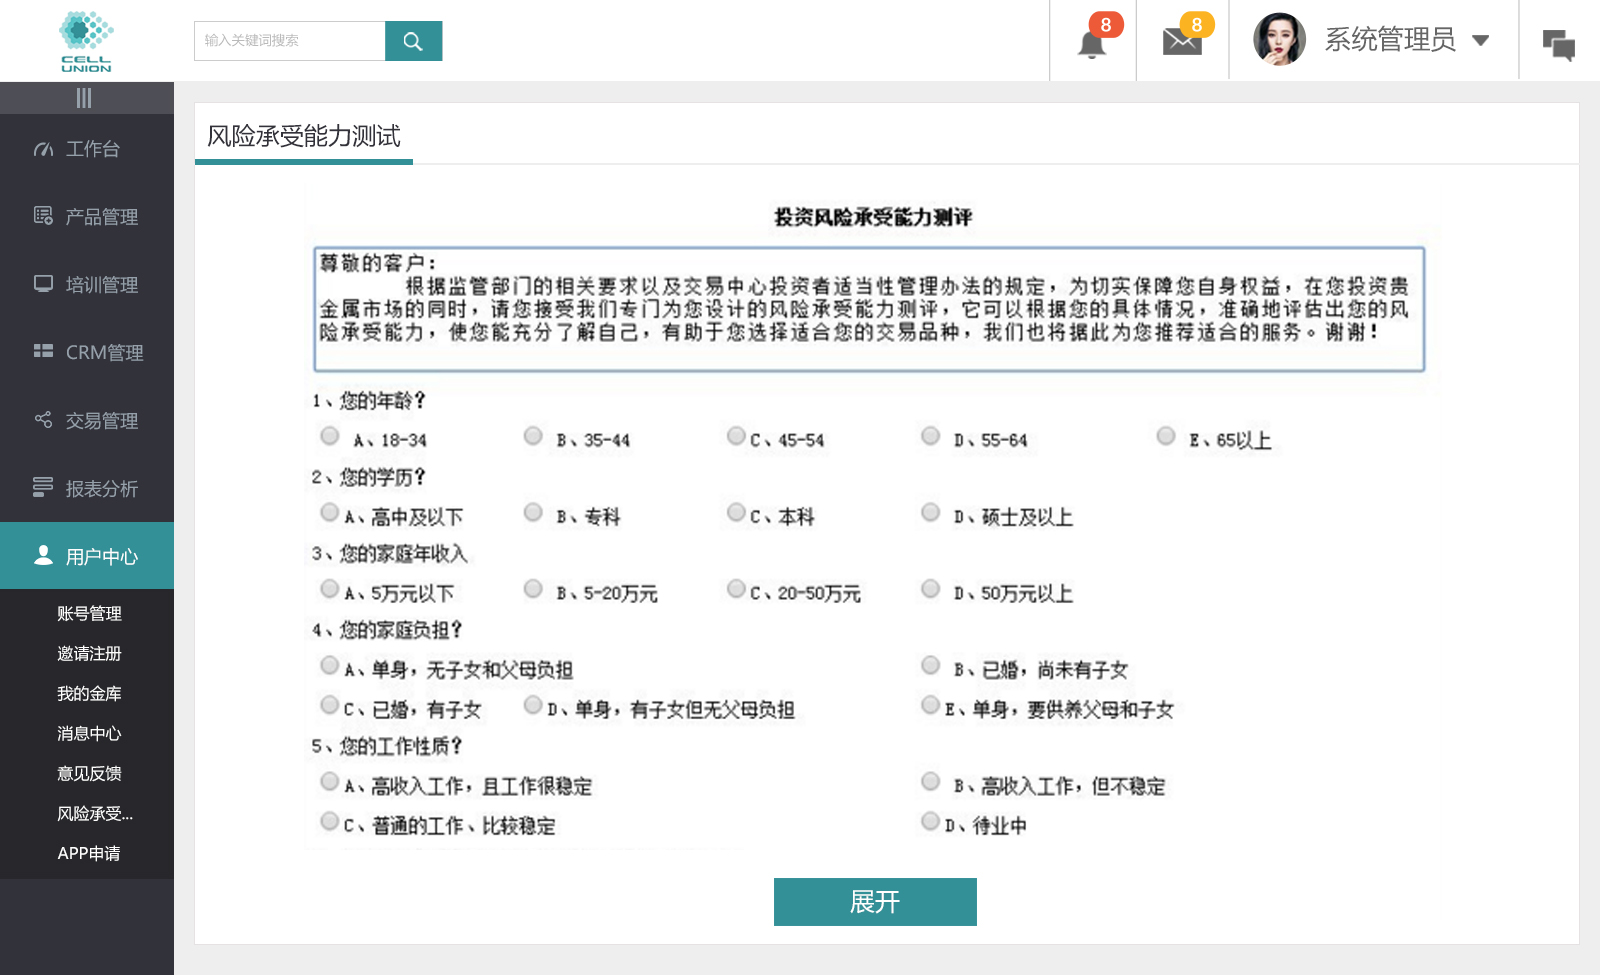 CELL
UNION
输入关键词搜索
8
8
系统管理员
工作台
产品管理
培训管理
CRM管理
交易管理
报表分析
用户中心
账号管理
邀请注册
我的金库
消息中心
意见反馈
风险承受...
APP申请
风险承受能力测试
投资风险承受能力测评
尊敬的客户：
根据监管部门的相关要求以及交易中心投资者适当性管理办法的规定，为切实保障您自身权益，在您投资贵
金属市场的同时，请您接受我们专门为您设计的风险承受能力测评，它可以根据您的具体情况，准确地评估出您的风
险承受能力，使您能充分了解自己，有助于您选择适合您的交易品种，我们也将据此为您推荐适合的服务。谢谢！
1、您的年龄？
A、18-34 B、35-44 C、45-54 D、55-64 E、65以上
2、您的学历？
A、高中及以下 B、专科 C、本科 D、硕士及以上
3、您的家庭年收入
A、5万元以下 B、5-20万元 C、20-50万元 D、50万元以上
4、您的家庭负担？
A、单身，无子女和父母负担 B、已婚，尚未有子女
C、已婚，有子女 D、单身，有子女但无父母负担 E、单身，要供养父母和子女
5、您的工作性质？
A、高收入工作，且工作很稳定 B、高收入工作，但不稳定
C、普通的工作、比较稳定 D、待业中
展开